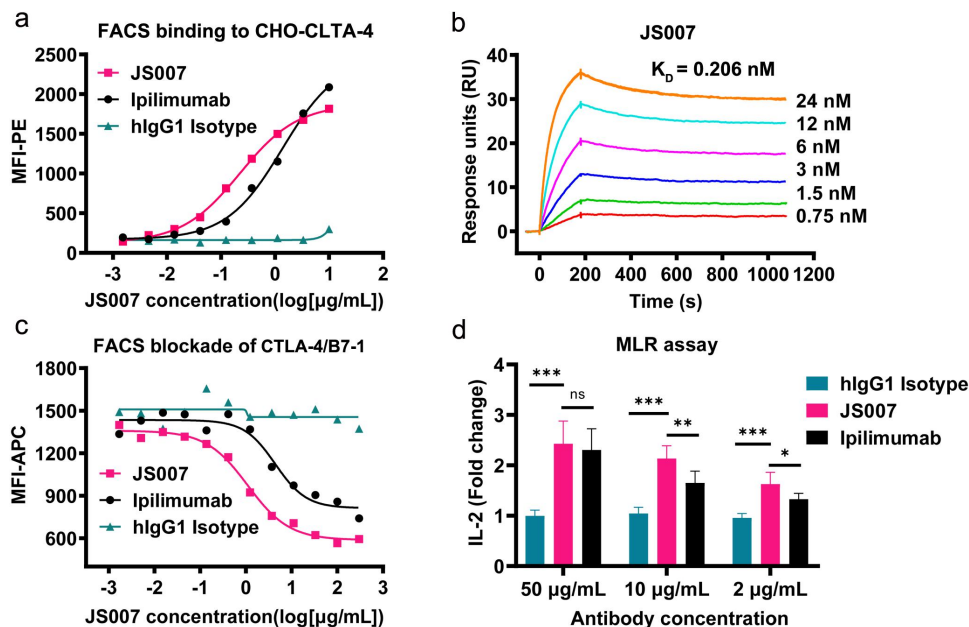 a
FACS binding to CHO-CLTA-4
JS007
Ipilimumab
hIgG1 Isotype
MFI-PE
2500
2000
1500
1000
500
0
-3 -2 -1 0 1 2
JS007 concentration(log[µg/mL])
b
JS007
K_D = 0.206 nM
Response units (RU)
40
30
20
10
0
24 nM
12 nM
6 nM
3 nM
1.5 nM
0.75 nM
0 200 400 600 800 1000 1200
Time (s)
c
FACS blockade of CTLA-4/B7-1
JS007
Ipilimumab
hIgG1 Isotype
MFI-APC
1800
1500
1200
900
600
-3 -2 -1 0 1 2 3
JS007 concentration(log[µg/mL])
d
MLR assay
IL-2 (Fold change)
4
3
2
1
0
*** ns
*** **
*** *
hIgG1 Isotype
JS007
Ipilimumab
50 µg/mL 10 µg/mL 2 µg/mL
Antibody concentration